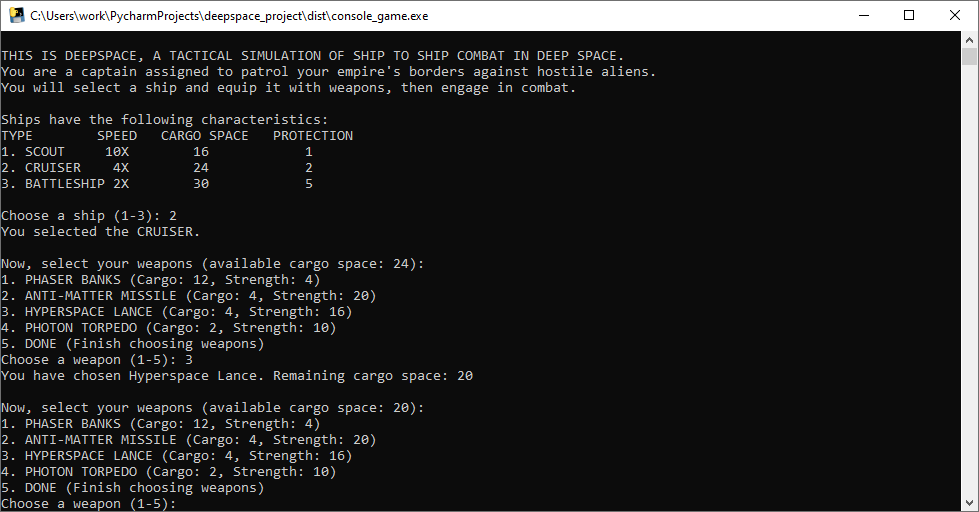 C:\Users\work\PycharmProjects\deepspace_project\dist\console_game.exe
THIS IS DEEPSPACE, A TACTICAL SIMULATION OF SHIP TO SHIP COMBAT IN DEEP SPACE.
You are a captain assigned to patrol your empire's borders against hostile aliens.
You will select a ship and equip it with weapons, then engage in combat.
Ships have the following characteristics:
TYPE        SPEED   CARGO SPACE   PROTECTION
1. SCOUT     10X        16            1
2. CRUISER    4X        24            2
3. BATTLESHIP 2X        30            5
Choose a ship (1-3): 2
You selected the CRUISER.
Now, select your weapons (available cargo space: 24):
1. PHASER BANKS (Cargo: 12, Strength: 4)
2. ANTI-MATTER MISSILE (Cargo: 4, Strength: 20)
3. HYPERSPACE LANCE (Cargo: 4, Strength: 16)
4. PHOTON TORPEDO (Cargo: 2, Strength: 10)
5. DONE (Finish choosing weapons)
Choose a weapon (1-5): 3
You have chosen Hyperspace Lance. Remaining cargo space: 20
Now, select your weapons (available cargo space: 20):
1. PHASER BANKS (Cargo: 12, Strength: 4)
2. ANTI-MATTER MISSILE (Cargo: 4, Strength: 20)
3. HYPERSPACE LANCE (Cargo: 4, Strength: 16)
4. PHOTON TORPEDO (Cargo: 2, Strength: 10)
5. DONE (Finish choosing weapons)
Choose a weapon (1-5):